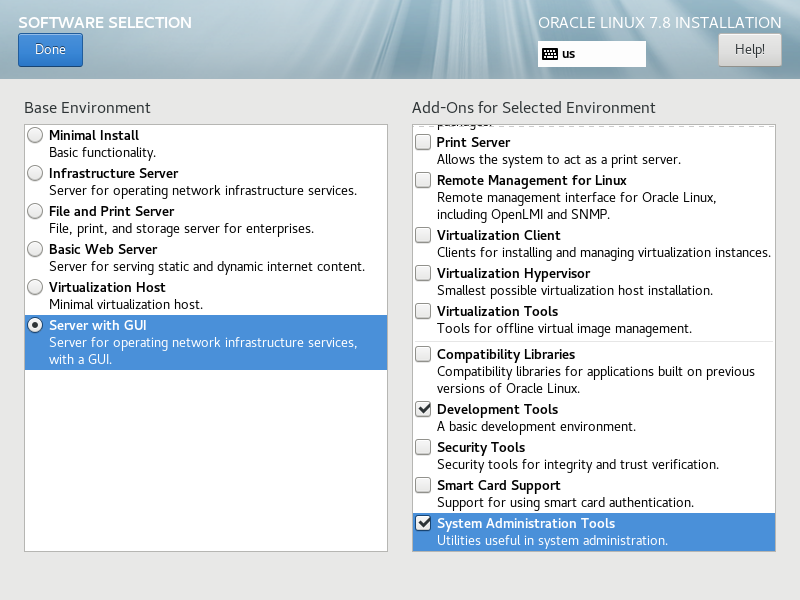 SOFTWARE SELECTION
Done
ORACLE LINUX 7.8 INSTALLATION
us
Help!
Base Environment
Minimal Install
Basic functionality.
Infrastructure Server
Server for operating network infrastructure services.
File and Print Server
File, print, and storage server for enterprises.
Basic Web Server
Server for serving static and dynamic internet content.
Virtualization Host
Minimal virtualization host.
Server with GUI
Server for operating network infrastructure services,
with a GUI.
Add-Ons for Selected Environment
packages.
Print Server
Allows the system to act as a print server.
Remote Management for Linux
Remote management interface for Oracle Linux,
including OpenLMI and SNMP.
Virtualization Client
Clients for installing and managing virtualization instances.
Virtualization Hypervisor
Smallest possible virtualization host installation.
Virtualization Tools
Tools for offline virtual image management.
Compatibility Libraries
Compatibility libraries for applications built on previous
versions of Oracle Linux.
Development Tools
A basic development environment.
Security Tools
Security tools for integrity and trust verification.
Smart Card Support
Support for using smart card authentication.
System Administration Tools
Utilities useful in system administration.